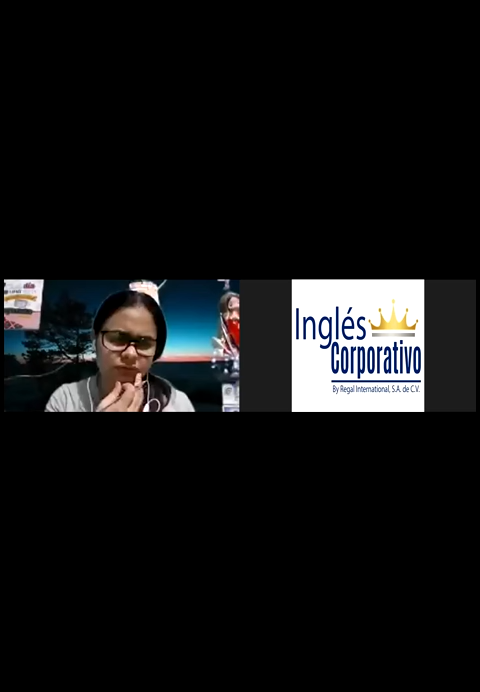 Inglés
Corporativo
By Regal International, S.A. de C.V.